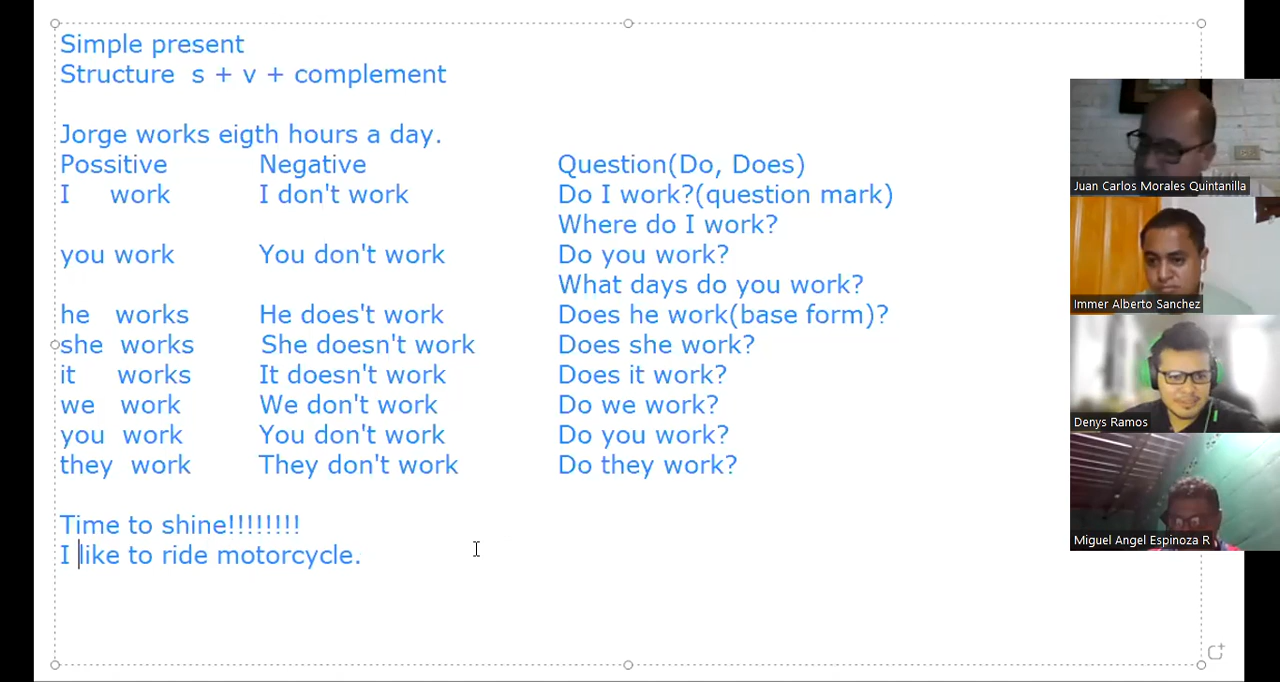 Simple present
Structure s + v + complement
Jorge works eigth hours a day.
Possitive Negative Question(Do, Does)
I work I don't work Do I work?(question mark)
Where do I work?
you work You don't work Do you work?
What days do you work?
he works He does't work Does he work(base form)?
she works She doesn't work Does she work?
it works It doesn't work Does it work?
we work We don't work Do we work?
you work You don't work Do you work?
they work They don't work Do they work?
Time to shine!!!!!!!!
I like to ride motorcycle.
Juan Carlos Morales Quintanilla
Immer Alberto Sanchez
Denys Ramos
Miguel Angel Espinoza R